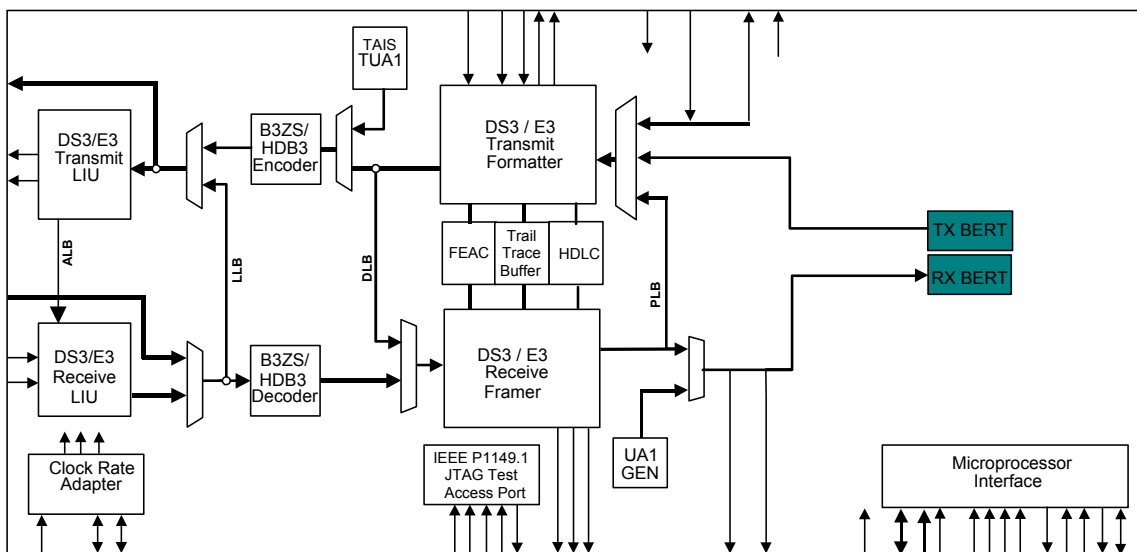 TAIS
TUA1
DS3/E3
Transmit
LIU
B3ZS/
HDB3
Encoder
DS3 / E3
Transmit
Formatter
FEAC
Trail
Trace
Buffer
HDLC
TX BERT
RX BERT
ALB
LLB
DLB
PLB
DS3/E3
Receive
LIU
B3ZS/
HDB3
Decoder
DS3 / E3
Receive
Framer
Clock Rate
Adapter
IEEE P1149.1
JTAG Test
Access Port
UA1
GEN
Microprocessor
Interface